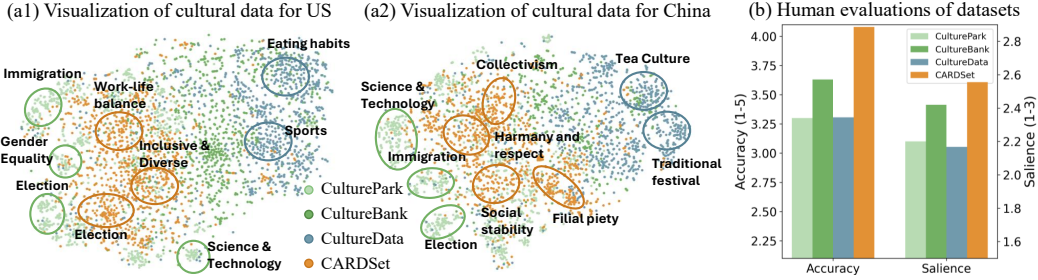 (a1) Visualization of cultural data for US
Immigration
Gender
Equality
Election
Work-life
balance
Inclusive &
Diverse
Election
Eating habits
Sports
Science &
Technology
CulturePark
CultureBank
CultureData
CARDSet
(a2) Visualization of cultural data for China
Science &
Technology
Collectivism
Tea Culture
Harmany and
respect
Immigration
Traditional
festival
Social
stability
Filial piety
Election
(b) Human evaluations of datasets
CulturePark
CultureBank
CultureData
CARDSet
Accuracy (1-5)
4.00
3.75
3.50
3.25
3.00
2.75
2.50
2.25
Accuracy
Salience
Salience (1-3)
2.8
2.6
2.4
2.2
2.0
1.8
1.6